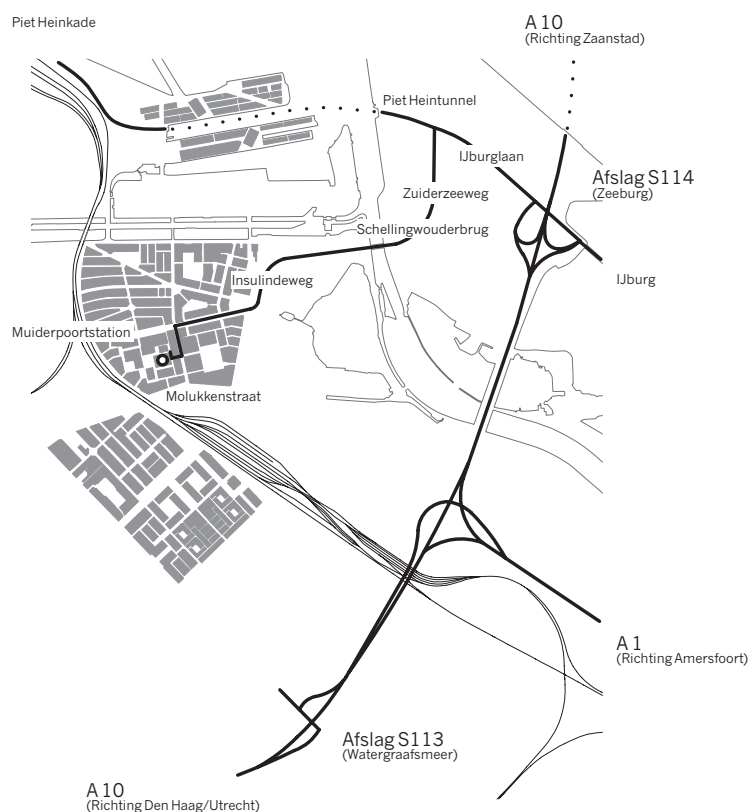 Piet Heinkade
A 10
(Richting Zaanstad)
Piet Heintunnel
IJburglaan
Afslag S114
(Zeeburg)
Zuiderzeeweg
Schellingwouderbrug
Insulindeweg
IJburg
Muiderpoortstation
Molukkenstraat
A 1
(Richting Amersfoort)
Afslag S113
(Watergraafsmeer)
A 10
(Richting Den Haag/Utrecht)